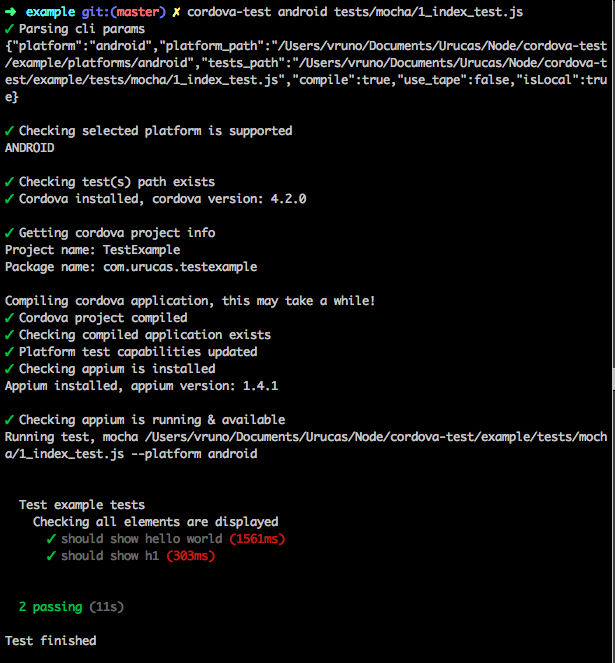 ➜  example git:(master) ✗ cordova-test android tests/mocha/1_index_test.js
✓ Parsing cli params
{"platform":"android","platform_path":"/Users/vruno/Documents/Urucas/Node/cordova-test
/example/platforms/android","tests_path":"/Users/vruno/Documents/Urucas/Node/cordova-t
est/example/tests/mocha/1_index_test.js","compile":true,"use_tape":false,"isLocal":tru
e}
✓ Checking selected platform is supported
ANDROID
✓ Checking test(s) path exists
✓ Cordova installed, cordova version: 4.2.0
✓ Getting cordova project info
Project name: TestExample
Package name: com.urucas.testexample
Compiling cordova application, this may take a while!
✓ Cordova project compiled
✓ Checking compiled application exists
✓ Platform test capabilities updated
✓ Checking appium is installed
Appium installed, appium version: 1.4.1
✓ Checking appium is running & available
Running test, mocha /Users/vruno/Documents/Urucas/Node/cordova-test/example/tests/moch
a/1_index_test.js --platform android
Test example tests
Checking all elements are displayed
✓ should show hello world (1561ms)
✓ should show h1 (303ms)
2 passing (11s)
Test finished